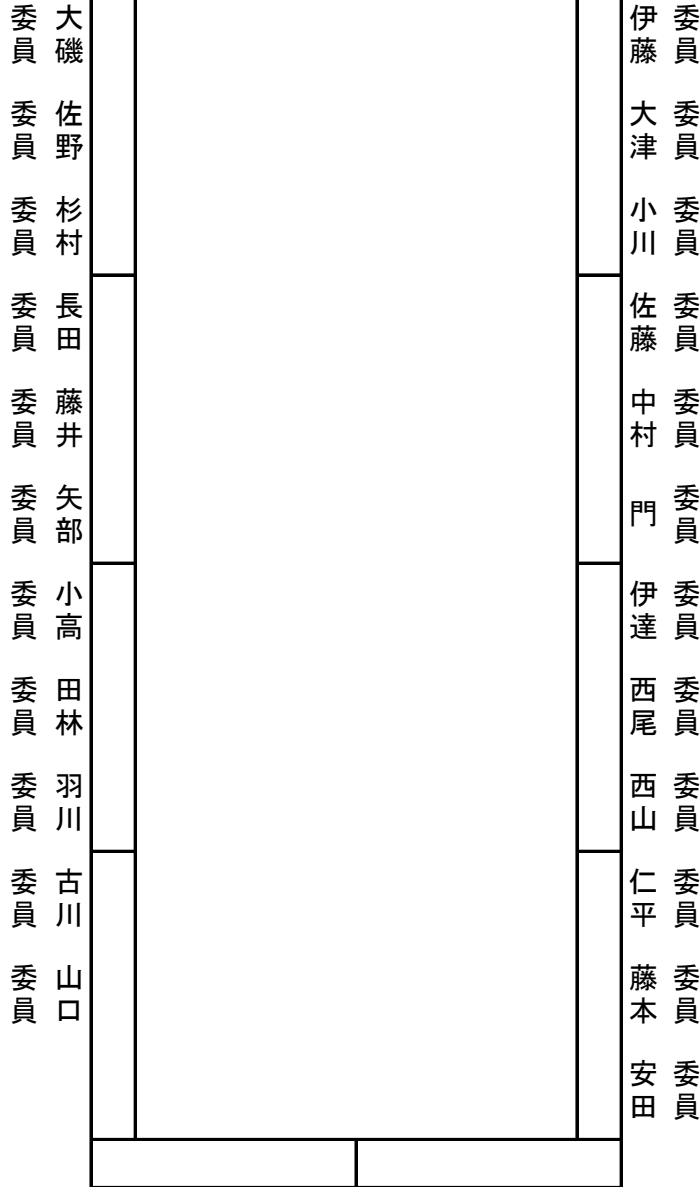 大磯委員
佐野委員
杉村委員
長田委員
藤井委員
矢部委員
小高委員
田林委員
羽川委員
古川委員
山口委員
伊藤委員
大津委員
小川委員
佐藤委員
中村委員
門委員
伊達委員
西尾委員
西山委員
仁平委員
藤本委員
安田委員